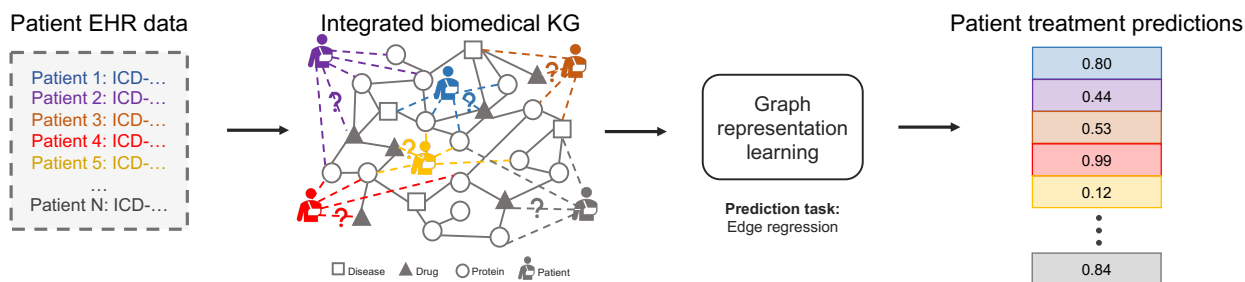 Patient EHR data
Integrated biomedical KG
Patient treatment predictions
Patient 1: ICD-…
Patient 2: ICD-…
Patient 3: ICD-…
Patient 4: ICD-…
Patient 5: ICD-…
…
Patient N: ICD-…
?
?
?
?
?
?
Disease
Drug
Protein
Patient
Graph
representation
learning
Prediction task:
Edge regression
0.80
0.44
0.53
0.99
0.12
0.84